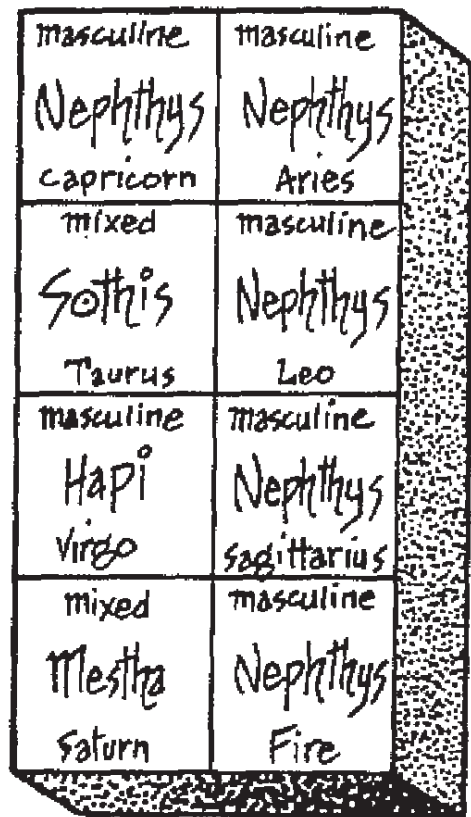 masculine
Nephthys
Capricorn
masculine
Nephthys
Aries
mixed
Sothis
Taurus
masculine
Nephthys
Leo
masculine
Hapi
Virgo
masculine
Nephthys
Sagittarius
mixed
Mestha
Saturn
masculine
Nephthys
Fire